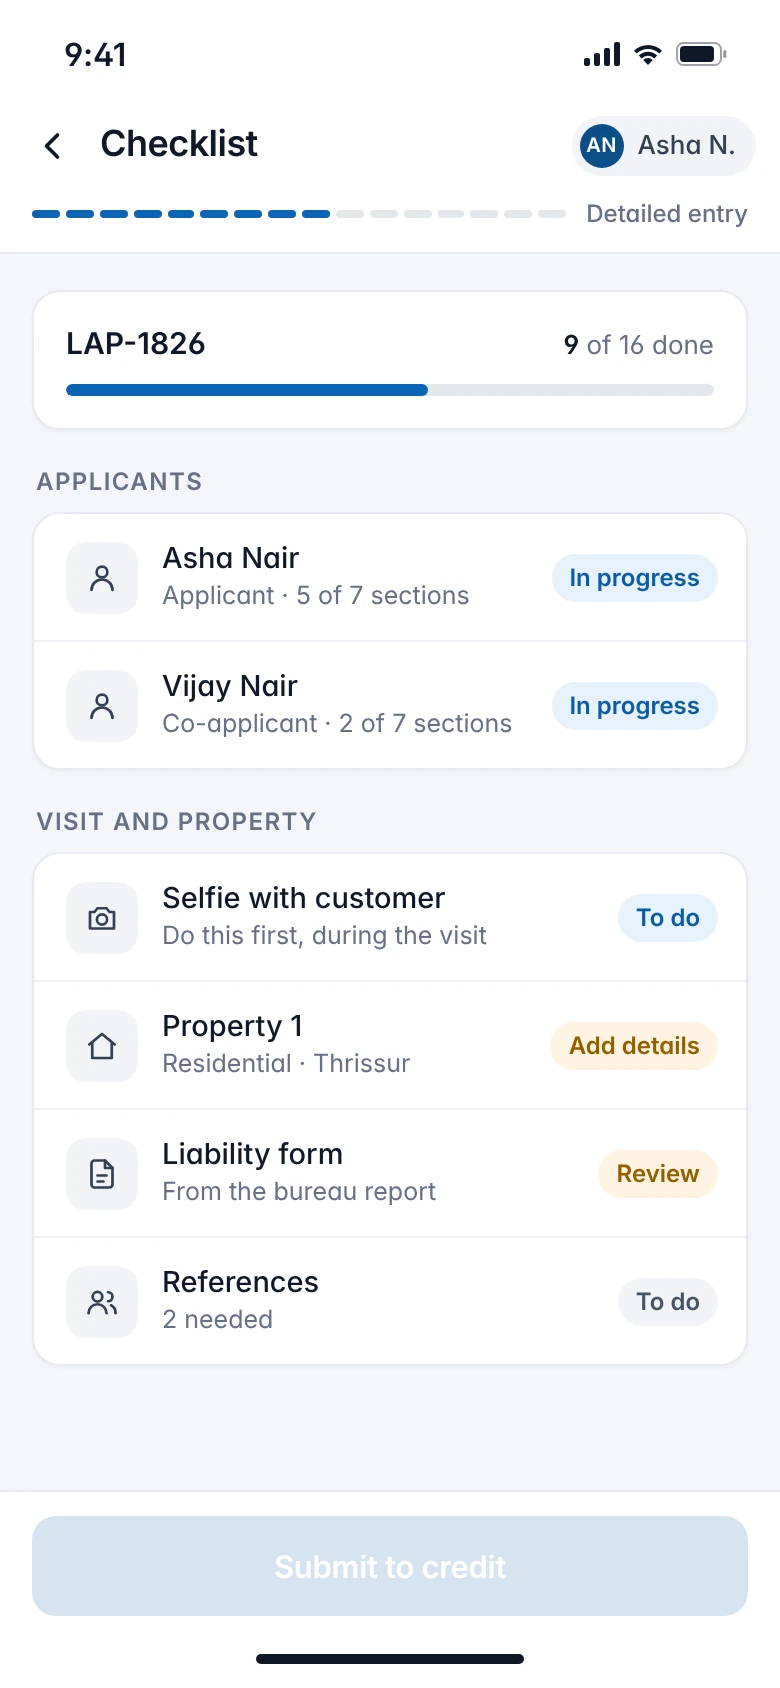 9:41
Checklist
AN Asha N.
Detailed entry
LAP-1826
9 of 16 done
APPLICANTS
Asha Nair
Applicant · 5 of 7 sections
In progress
Vijay Nair
Co-applicant · 2 of 7 sections
In progress
VISIT AND PROPERTY
Selfie with customer
Do this first, during the visit
To do
Property 1
Residential · Thrissur
Add details
Liability form
From the bureau report
Review
References
2 needed
To do
Submit to credit